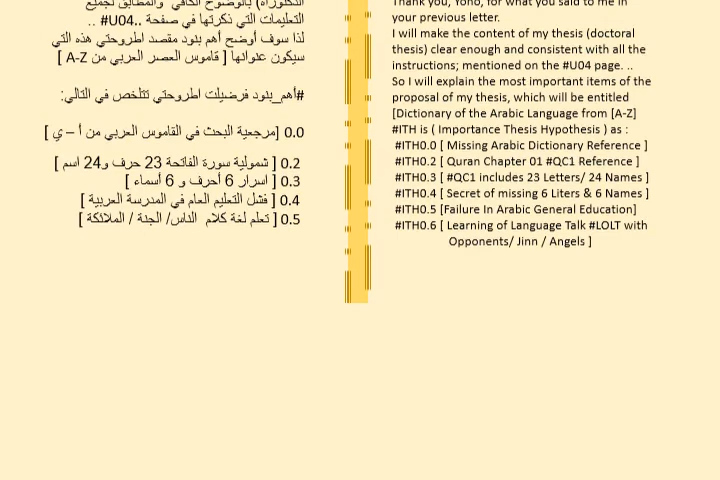 الدكتوراه) بالوضوح الكافي والمطابق لجميع
التعليمات التي ذكرتها في صفحة ..#U04 ..
لذا سوف أوضح أهم بنود مقصد اطروحتي هذه التي
سيكون عنوانها [ قاموس العصر العربي من A-Z ]
#أهم_بنود فرضيلت اطروحتي تتلخص في التالي:
0.0 [مرجعية البحث في القاموس العربي من أ – ي ]
0.2 [ شمولية سورة الفاتحة 23 حرف و24 اسم ]
0.3 [ اسرار 6 أحرف و 6 أسماء ]
0.4 [ فشل التعليم العام في المدرسة العربية ]
0.5 [ تعلم لغة كلام الناس/ الجنة / الملائكة ]
Thank you, Yoho, for what you said to me in
your previous letter.
I will make the content of my thesis (doctoral
thesis) clear enough and consistent with all the
instructions; mentioned on the #U04 page. ..
So I will explain the most important items of the
proposal of my thesis, which will be entitled
[Dictionary of the Arabic Language from [A-Z]
#ITH is ( Importance Thesis Hypothesis ) as :
#ITH0.0 [ Missing Arabic Dictionary Reference ]
#ITH0.2 [ Quran Chapter 01 #QC1 Reference ]
#ITH0.3 [ #QC1 includes 23 Letters/ 24 Names ]
#ITH0.4 [ Secret of missing 6 Liters & 6 Names ]
#ITH0.5 [Failure In Arabic General Education]
#ITH0.6 [ Learning of Language Talk #LOLT with
Opponents/ Jinn / Angels ]